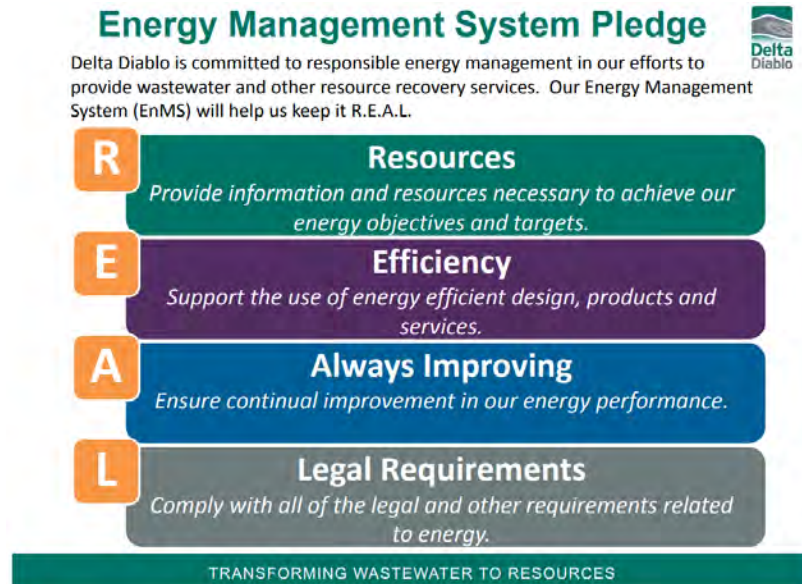 Energy Management System Pledge
Delta
Diablo
Delta Diablo is committed to responsible energy management in our efforts to
provide wastewater and other resource recovery services. Our Energy Management
System (EnMS) will help us keep it R.E.A.L.
R
Resources
Provide information and resources necessary to achieve our
energy objectives and targets.
E
Efficiency
Support the use of energy efficient design, products and
services.
A
Always Improving
Ensure continual improvement in our energy performance.
L
Legal Requirements
Comply with all of the legal and other requirements related
to energy.
TRANSFORMING WASTEWATER TO RESOURCES